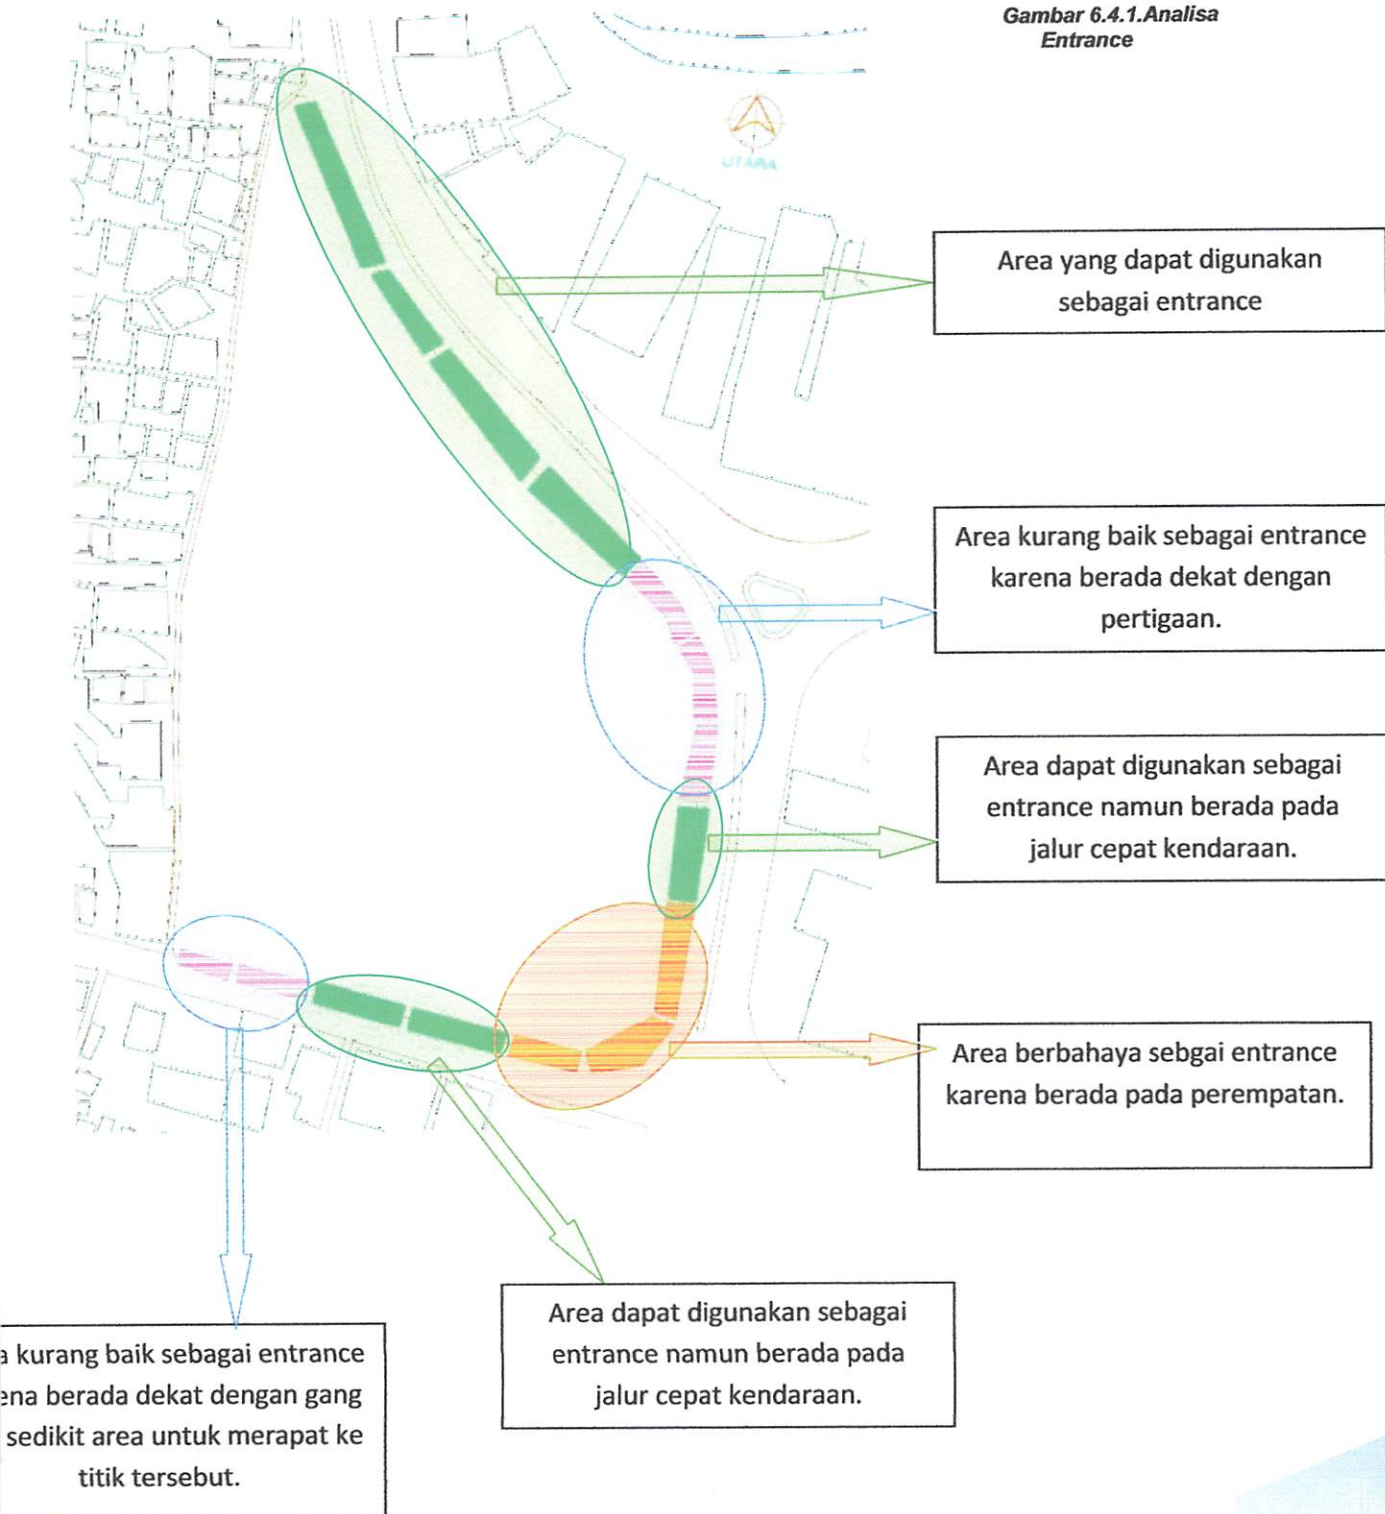 Gambar 6.4.1.Analisa
Entrance
UTARA
Area yang dapat digunakan
sebagai entrance
Area kurang baik sebagai entrance
karena berada dekat dengan
pertigaan.
Area dapat digunakan sebagai
entrance namun berada pada
jalur cepat kendaraan.
Area berbahaya sebgai entrance
karena berada pada perempatan.
Area dapat digunakan sebagai
entrance namun berada pada
jalur cepat kendaraan.
a kurang baik sebagai entrance
ena berada dekat dengan gang
sedikit area untuk merapat ke
titik tersebut.